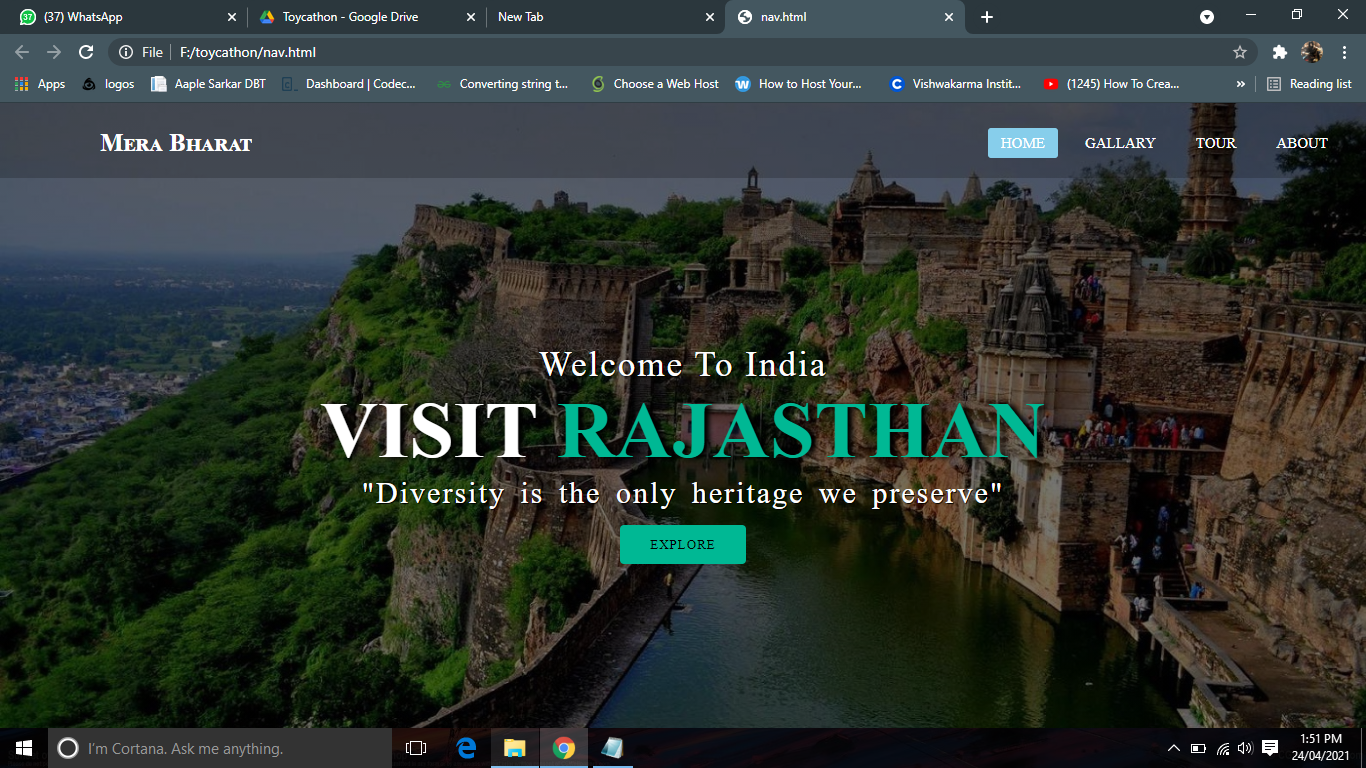 37
(37) WhatsApp
Toycathon - Google Drive
New Tab
nav.html
File
F:/toycathon/nav.html
Apps
logos
Aaple Sarkar DBT
Dashboard | Codec...
Converting string t...
Choose a Web Host
How to Host Your...
Vishwakarma Instit...
(1245) How To Crea...
»
Reading list
Mera Bharat
HOME
GALLARY
TOUR
ABOUT
Welcome To India
VISIT RAJASTHAN
"Diversity is the only heritage we preserve"
EXPLORE
I'm Cortana. Ask me anything.
1:51 PM
24/04/2021